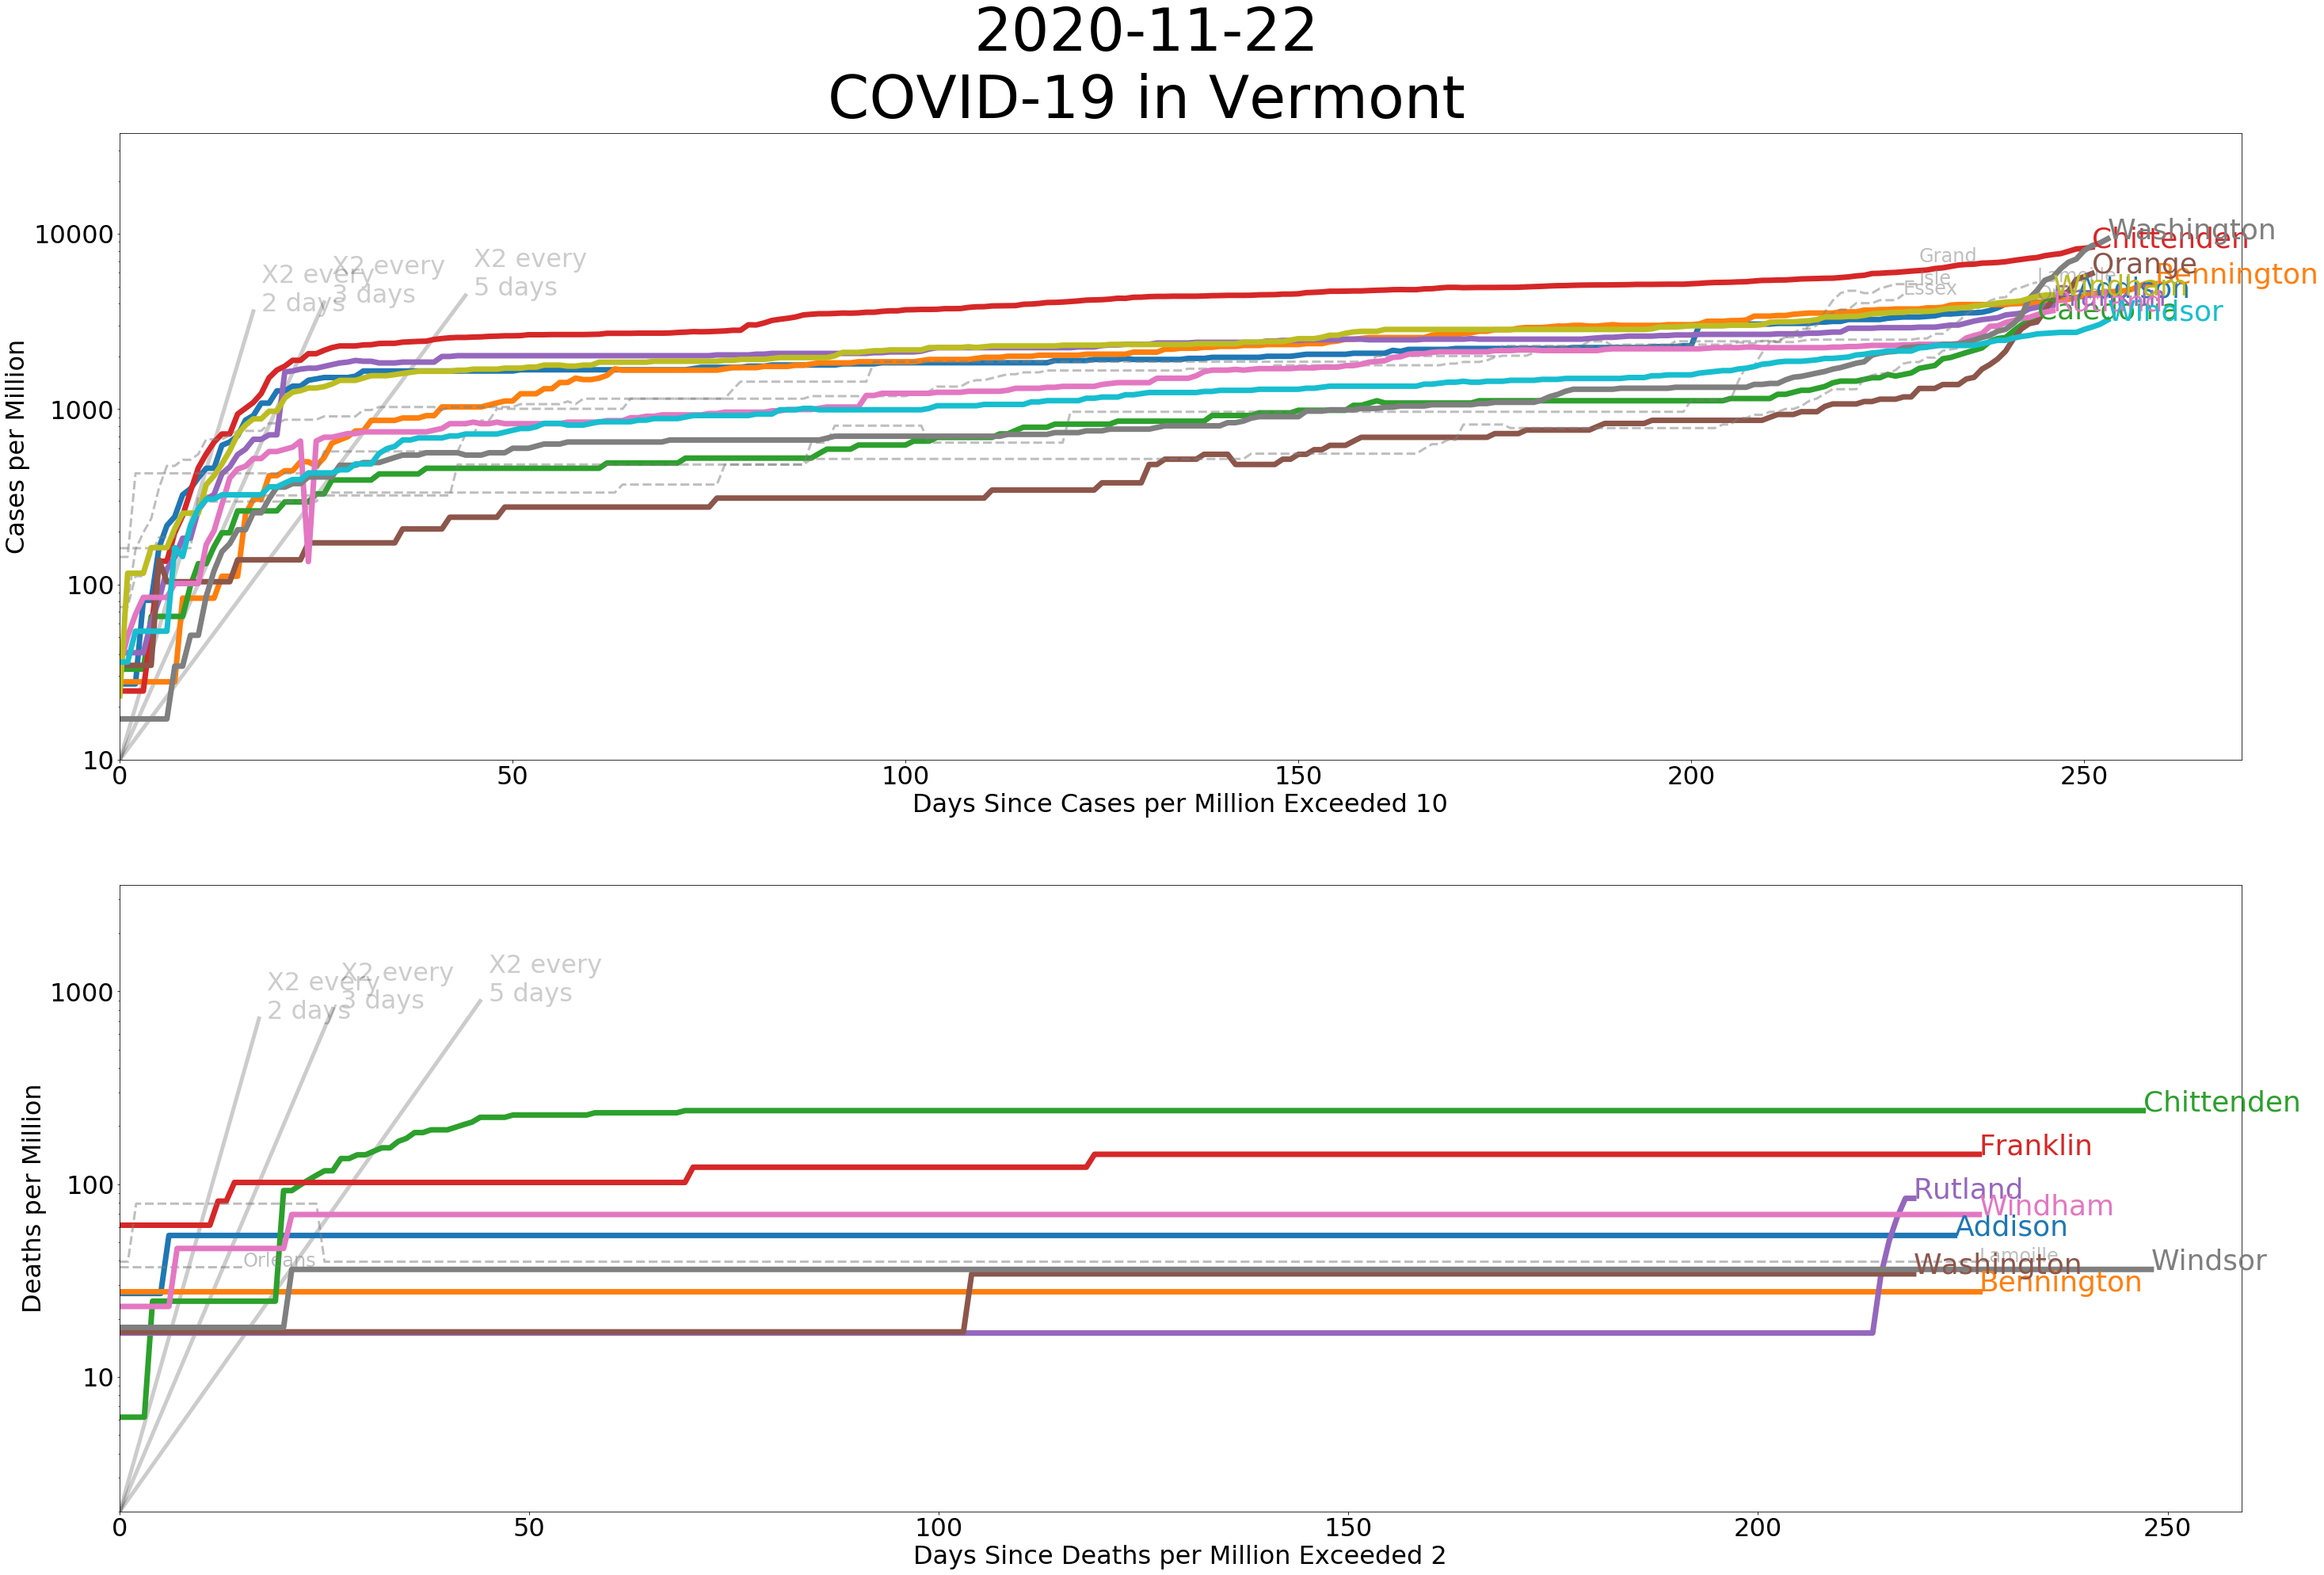 2020-11-22
COVID-19 in Vermont
10000
1000
100
10
Cases per Million
X2 every
2 days
X2 every
3 days
X2 every
5 days
Grand
Isle
Essex
Lamoille
Washington
Chittenden
Orange
Bennington
Windham
Addison
Caledonia
Windsor
0 50 100 150 200 250
Days Since Cases per Million Exceeded 10
1000
100
10
Deaths per Million
X2 every
2 days
X2 every
3 days
X2 every
5 days
Orleans
Chittenden
Franklin
Rutland
Windham
Addison
Lamoille
Washington
Windsor
Bennington
0 50 100 150 200 250
Days Since Deaths per Million Exceeded 2